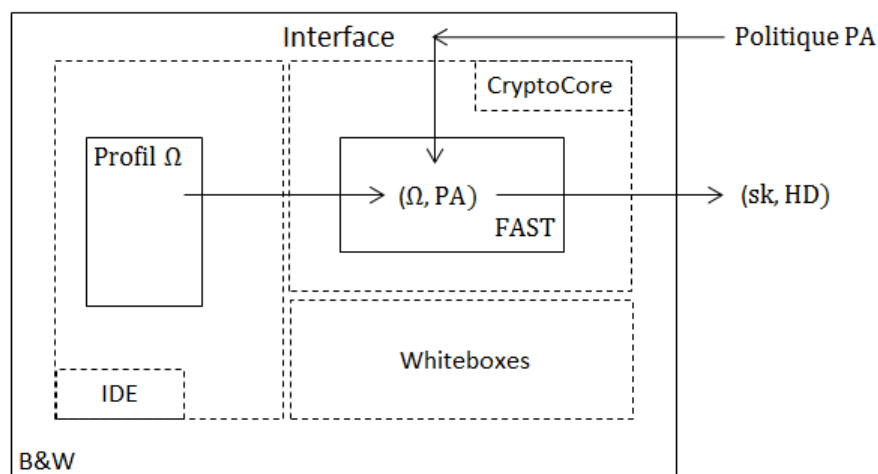 Interface
Politique PA
CryptoCore
Profil Ω
(Ω, PA)
(sk, HD)
FAST
Whiteboxes
IDE
B&W